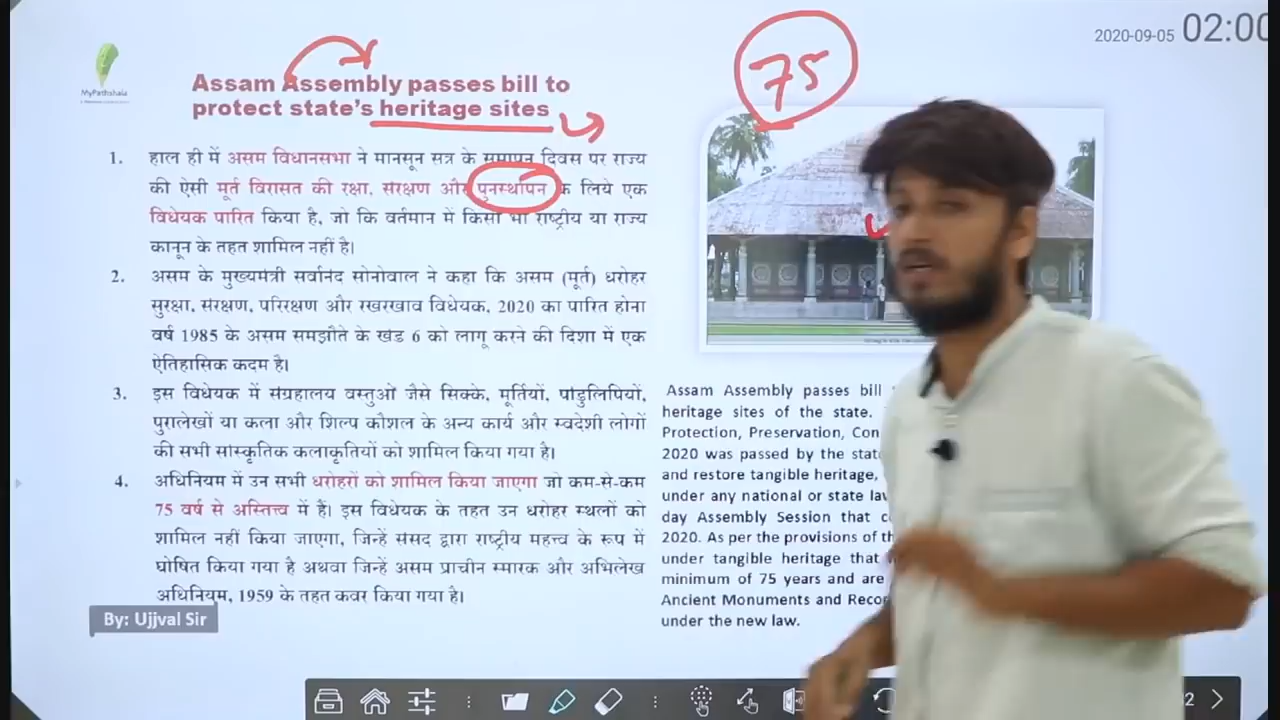 2020-09-05 02:00
75
MyPathshala
Assam Assembly passes bill to
protect state's heritage sites
1. हाल ही में असम विधानसभा ने मानसून सत्र के समापन दिवस पर राज्य
की ऐसी मूर्त विरासत की रक्षा, संरक्षण और पुनर्स्थापन के लिये एक
विधेयक पारित किया है, जो कि वर्तमान में किसी भी राष्ट्रीय या राज्य
कानून के तहत शामिल नहीं है।
2. असम के मुख्यमंत्री सर्वानंद सोनोवाल ने कहा कि असम (मूर्त) धरोहर
सुरक्षा, संरक्षण, परिरक्षण और रखरखाव विधेयक, 2020 का पारित होना
वर्ष 1985 के असम समझौते के खंड 6 को लागू करने की दिशा में एक
ऐतिहासिक कदम है।
3. इस विधेयक में संग्रहालय वस्तुओं जैसे सिक्के, मूर्तियों, पांडुलिपियों,
पुरालेखों या कला और शिल्प कौशल के अन्य कार्य और स्वदेशी लोगों
की सभी सांस्कृतिक कलाकृतियों को शामिल किया गया है।
4. अधिनियम में उन सभी धरोहरों को शामिल किया जाएगा जो कम-से-कम
75 वर्ष से अस्तित्त्व में हैं। इस विधेयक के तहत उन धरोहर स्थलों को
शामिल नहीं किया जाएगा, जिन्हें संसद द्वारा राष्ट्रीय महत्त्व के रूप में
घोषित किया गया है अथवा जिन्हें असम प्राचीन स्मारक और अभिलेख
अधिनियम, 1959 के तहत कवर किया गया है।
By: Ujjval Sir
Assam Assembly passes bill
heritage sites of the state.
Protection, Preservation, Con
2020 was passed by the stat
and restore tangible heritage,
under any national or state la
day Assembly Session that c
2020. As per the provisions of th
under tangible heritage that
minimum of 75 years and are
Ancient Monuments and Reco
under the new law.
2